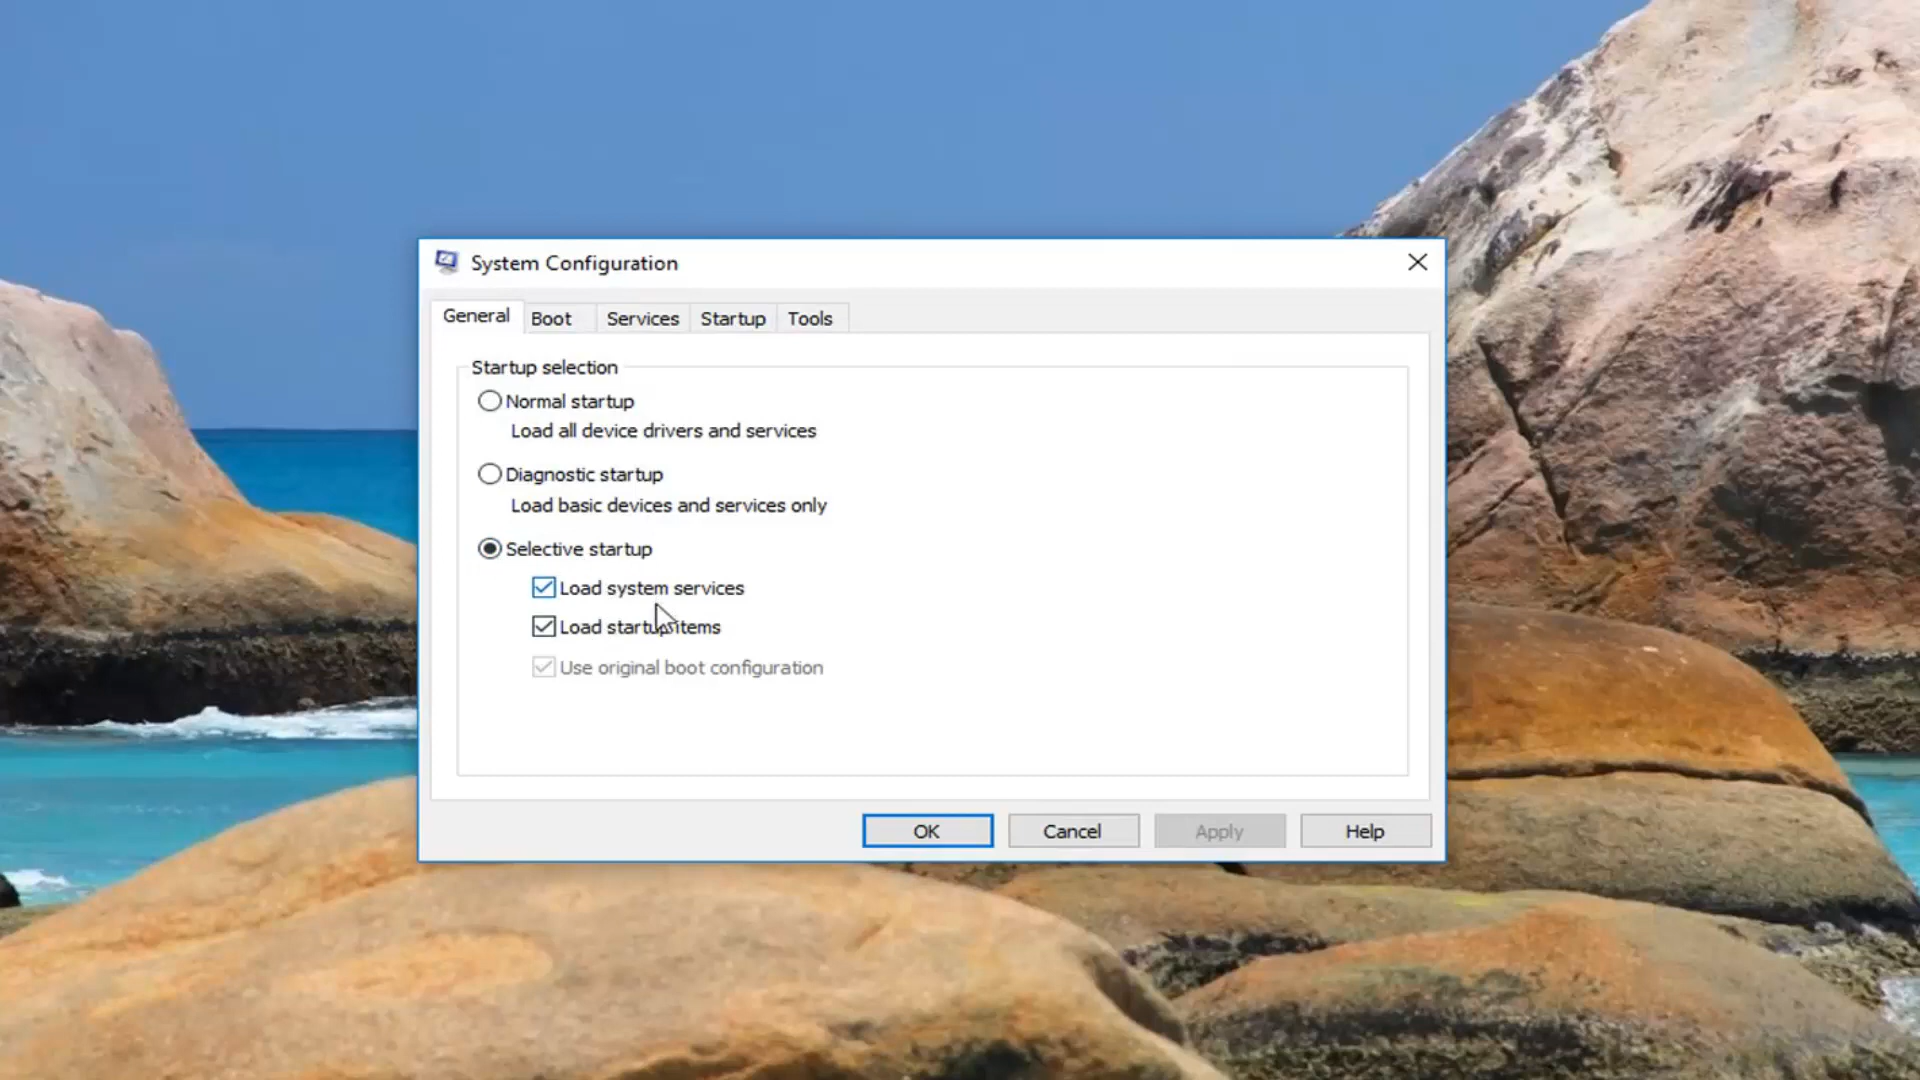 System Configuration
General Boot Services Startup Tools
Startup selection
Normal startup
Load all device drivers and services
Diagnostic startup
Load basic devices and services only
Selective startup
Load system services
Load startup items
Use original boot configuration
OK Cancel Apply Help